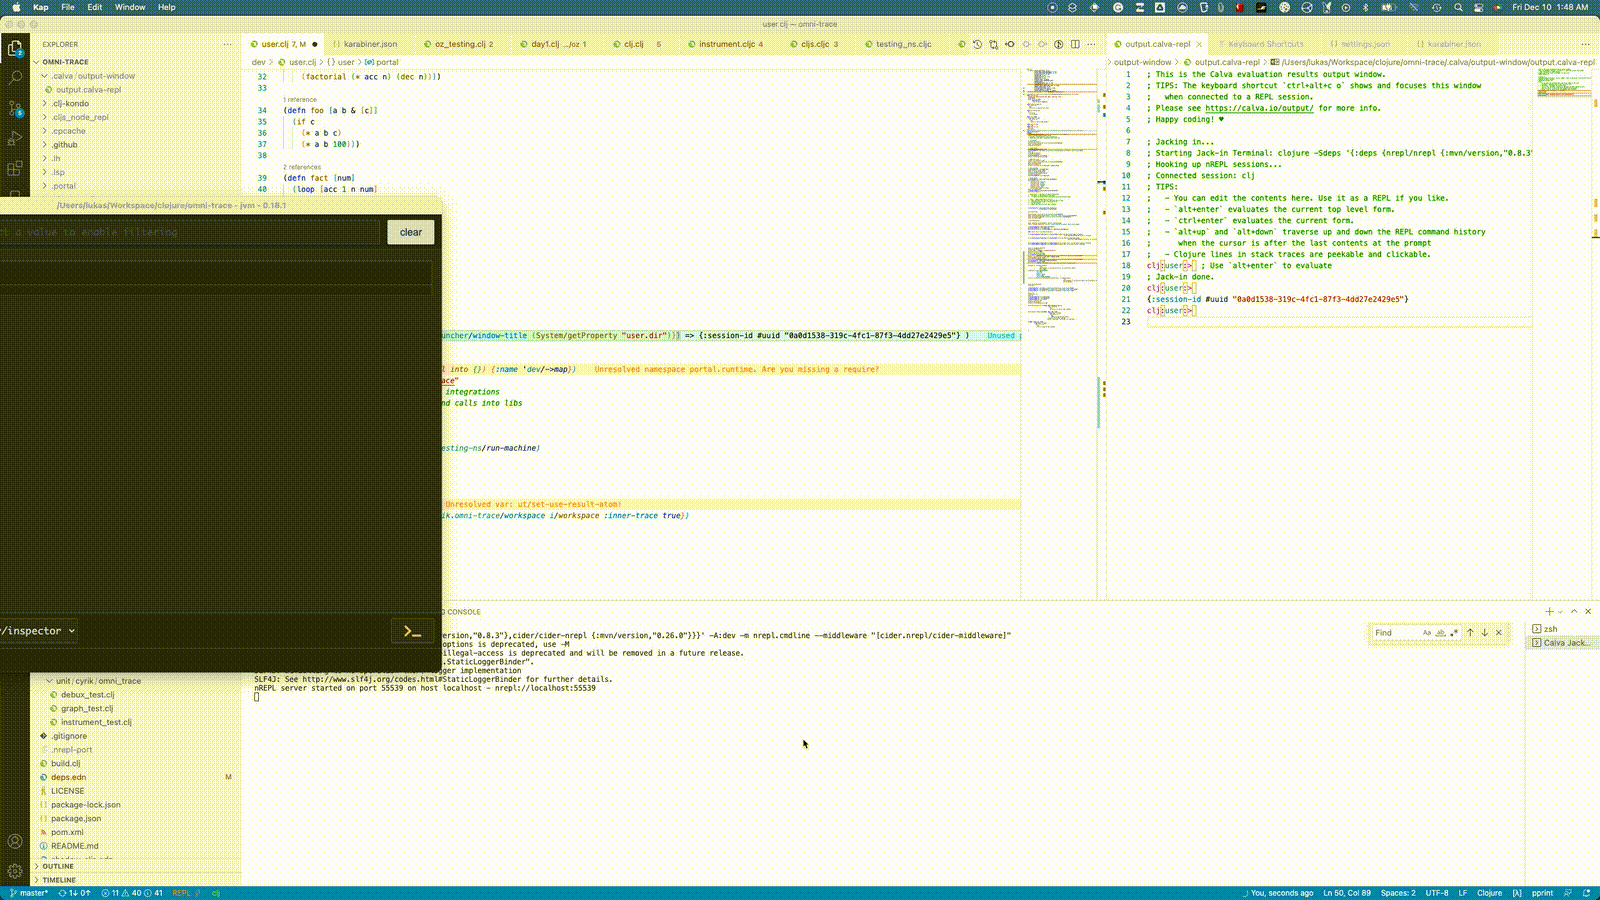 Kap File Edit Window Help
Fri Dec 10 1:48 AM
user.clj — omni-trace
EXPLORER
OMNI-TRACE
.calva / output-window
output.calva-repl
.clj-kondo
.cljs_node_repl
.cpcache
.github
.lh
.lsp
.portal
user.clj 7, M
karabiner.json
oz_testing.clj 2
day1.clj .../oz 1
clj.clj 5
instrument.cljc 4
cljs.cljc 3
testing_ns.cljc
dev > user.clj > user > portal
32 (factorial (* acc n) (dec n))))
33
1 reference
34 (defn foo [a b & [c]]
35 (if c
36 (* a b c)
37 (* a b 100)))
38
2 references
39 (defn fact [num]
40 (loop [acc 1 n num]
/Users/lukas/Workspace/clojure/omni-trace - jvm - 0.18.1
ct a value to enable filtering
clear
/inspector
ncher/window-title (System/getProperty "user.dir")}) => {:session-id #uuid "0a0d1538-319c-4fc1-87f3-4dd27e2429e5"} ) Unused
l into {}) {:name 'dev/->map}) Unresolved namespace portal.runtime. Are you missing a require?
ace"
integrations
nd calls into libs
esting-ns/run-machine)
Unresolved var: ut/set-use-result-atom!
ik.omni-trace/workspace i/workspace :inner-trace true})
output.calva-repl
Keyboard Shortcuts
settings.json
karabiner.json
output-window > output.calva-repl > /Users/lukas/Workspace/clojure/omni-trace/.calva/output-window/output.calva-repl
1 ; This is the Calva evaluation results output window.
2 ; TIPS: The keyboard shortcut `ctrl+alt+c o` shows and focuses this window
3 ; when connected to a REPL session.
4 ; Please see https://calva.io/output/ for more info.
5 ; Happy coding! ♥
6
7 ; Jacking in...
8 ; Starting Jack-in Terminal: clojure -Sdeps '{:deps {nrepl/nrepl {:mvn/version,"0.8.3"
9 ; Hooking up nREPL sessions...
10 ; Connected session: clj
11 ; TIPS:
12 ; - You can edit the contents here. Use it as a REPL if you like.
13 ; - `alt+enter` evaluates the current top level form.
14 ; - `ctrl+enter` evaluates the current form.
15 ; - `alt+up` and `alt+down` traverse up and down the REPL command history
16 ; when the cursor is after the last contents at the prompt
17 ; - Clojure lines in stack traces are peekable and clickable.
18 clj꞉user꞉> ; Use `alt+enter` to evaluate
19 ; Jack-in done.
20 clj꞉user꞉>
21 {:session-id #uuid "0a0d1538-319c-4fc1-87f3-4dd27e2429e5"}
22 clj꞉user꞉>
23
G CONSOLE
ersion,"0.8.3"},cider/cider-nrepl {:mvn/version,"0.26.0"}}}' -A:dev -m nrepl.cmdline --middleware "[cider.nrepl/cider-middleware]"
options is deprecated, use -M
-illegal-access is deprecated and will be removed in a future release.
.StaticLoggerBinder".
gger implementation
SLF4J: See http://www.slf4j.org/codes.html#StaticLoggerBinder for further details.
nREPL server started on port 55539 on host localhost - nrepl://localhost:55539
Find
zsh
Calva Jack...
unit / cyrik / omni_trace
debux_test.clj
graph_test.clj
instrument_test.clj
.gitignore
.nrepl-port
build.clj
deps.edn M
LICENSE
package-lock.json
package.json
pom.xml
README.md
OUTLINE
TIMELINE
master* 1↓ 0↑ 11 40 41 REPL clj
You, seconds ago Ln 50, Col 89 Spaces: 2 UTF-8 LF Clojure [λ] pprint